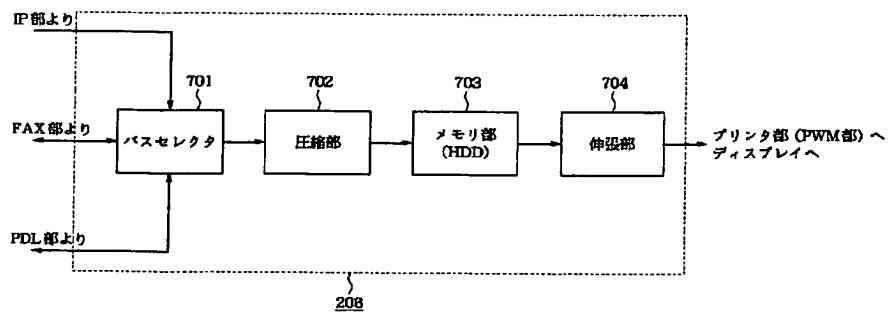 IP部より
FAX部より
PDL部より
701
バスセレクタ
702
圧縮部
703
メモリ部
(HDD)
704
伸張部
プリンタ部 (PWM部) へ
ディスプレイへ
206